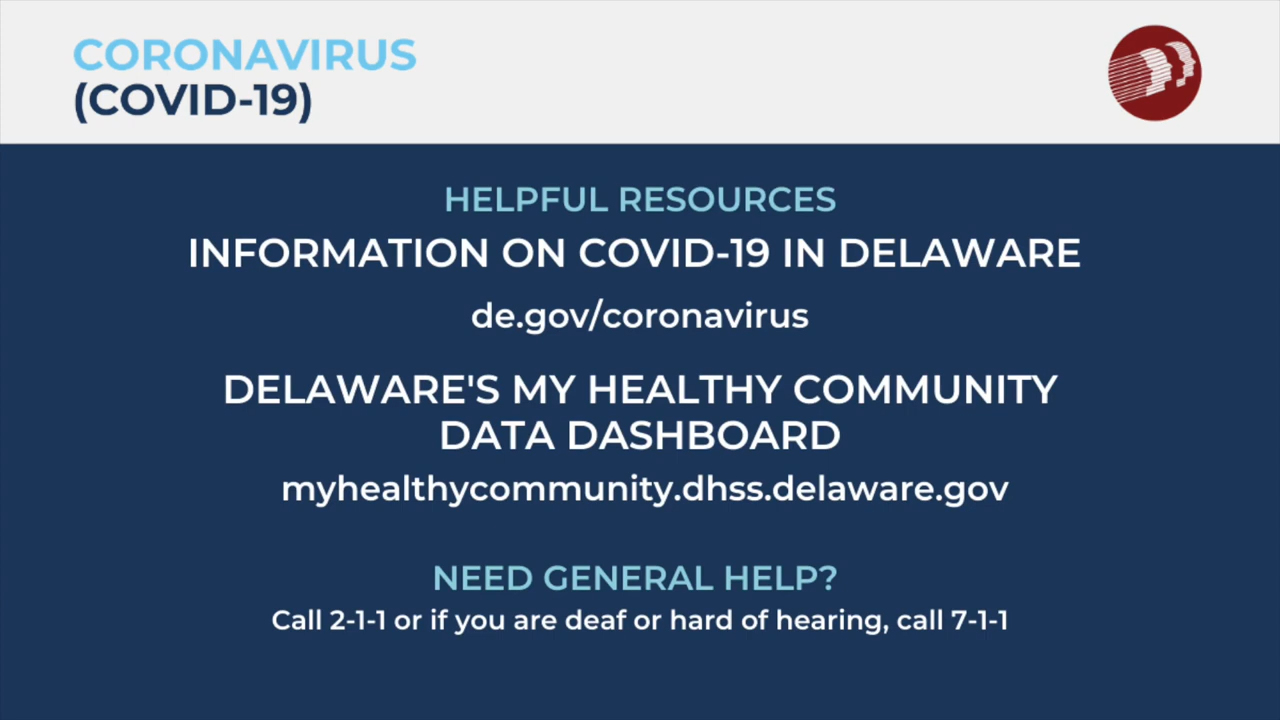 CORONAVIRUS
(COVID-19)
HELPFUL RESOURCES
INFORMATION ON COVID-19 IN DELAWARE
de.gov/coronavirus
DELAWARE'S MY HEALTHY COMMUNITY
DATA DASHBOARD
myhealthycommunity.dhss.delaware.gov
NEED GENERAL HELP?
Call 2-1-1 or if you are deaf or hard of hearing, call 7-1-1